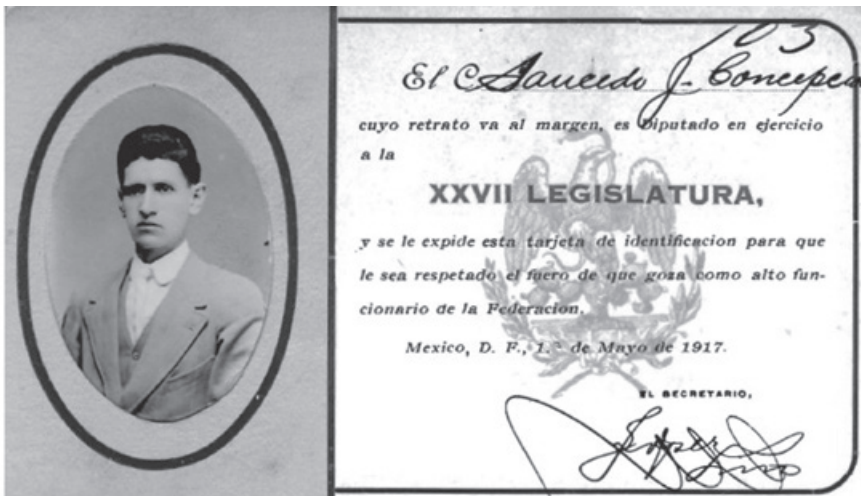 103
El C. Saucedo J. Concepcion
cuyo retrato va al margen, es Diputado en ejercicio
a la
XXVII LEGISLATURA,
y se le expide esta tarjeta de identificacion para que
le sea respetado el fuero de que goza como alto fun-
cionario de la Federacion.
Mexico, D. F., 1.º de Mayo de 1917.
EL SECRETARIO,